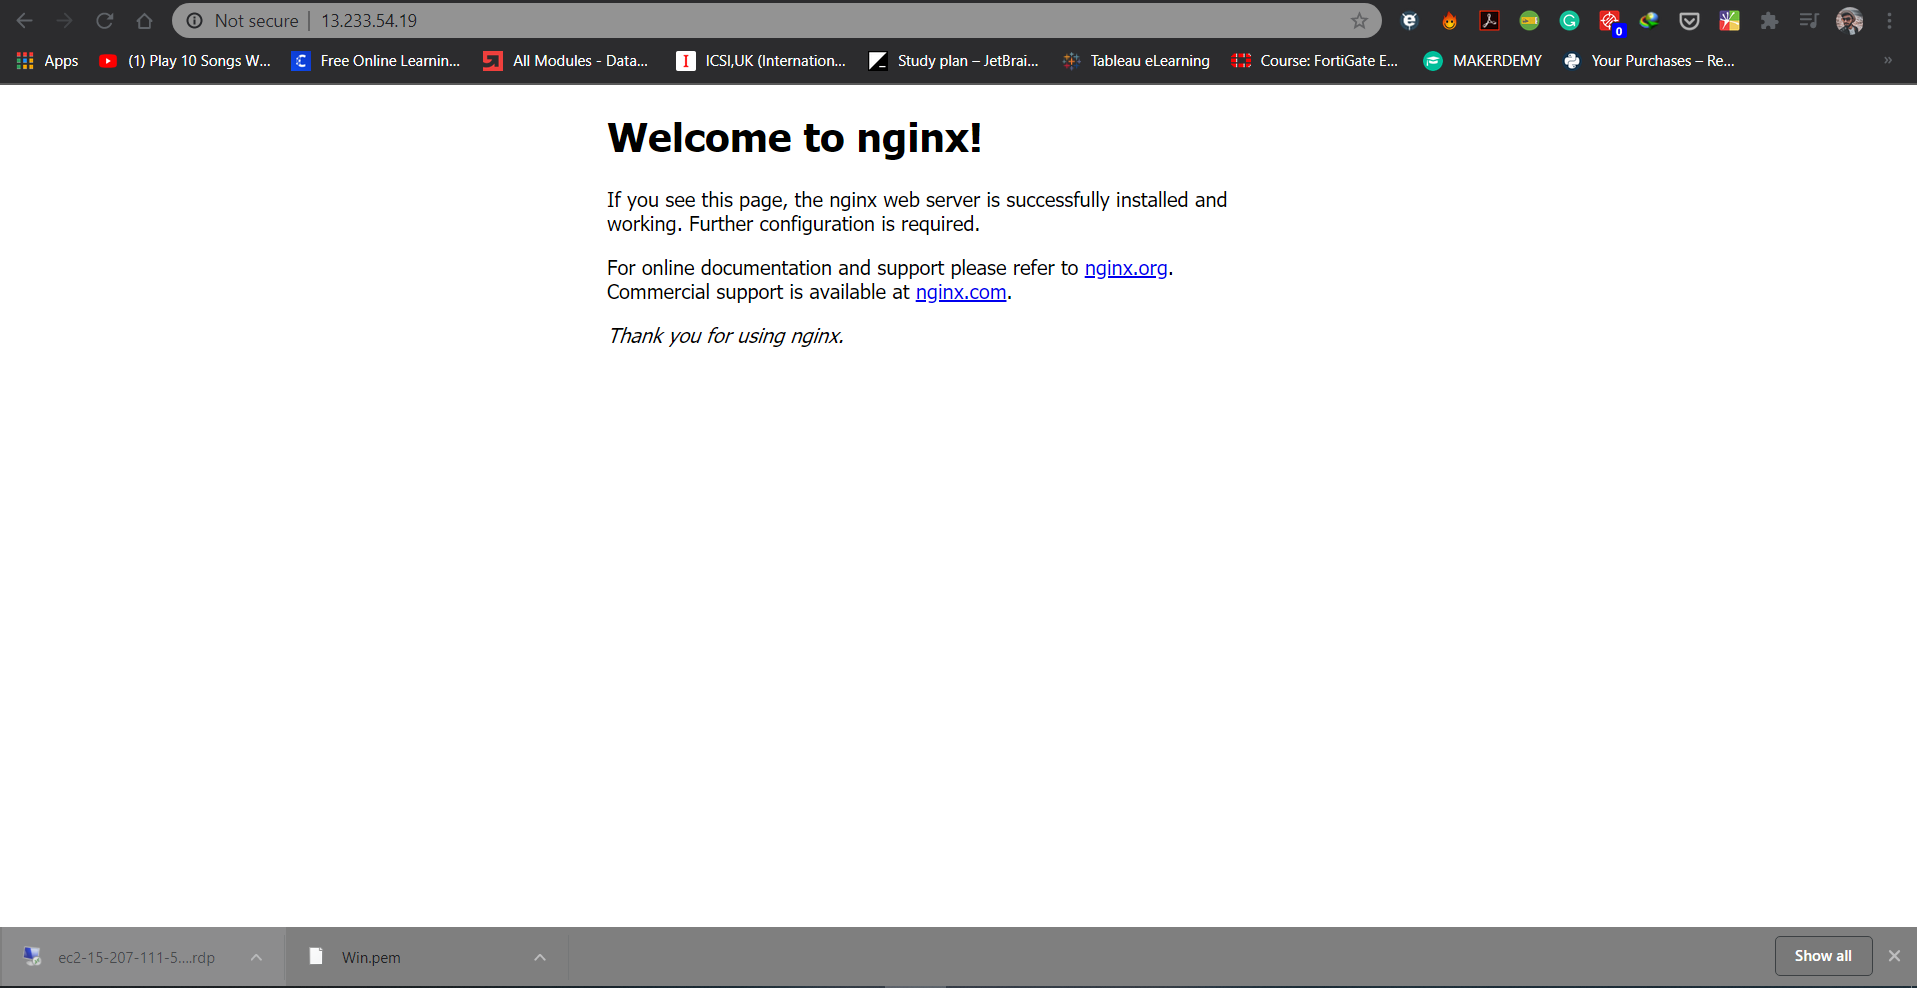 Not secure | 13.233.54.19
0
Apps (1) Play 10 Songs W... Free Online Learnin... All Modules - Data... ICSI,UK (Internation... Study plan – JetBrai... Tableau eLearning Course: FortiGate E... MAKERDEMY Your Purchases – Re... »
Welcome to nginx!
If you see this page, the nginx web server is successfully installed and
working. Further configuration is required.
For online documentation and support please refer to nginx.org.
Commercial support is available at nginx.com.
Thank you for using nginx.
ec2-15-207-111-5....rdp Win.pem Show all